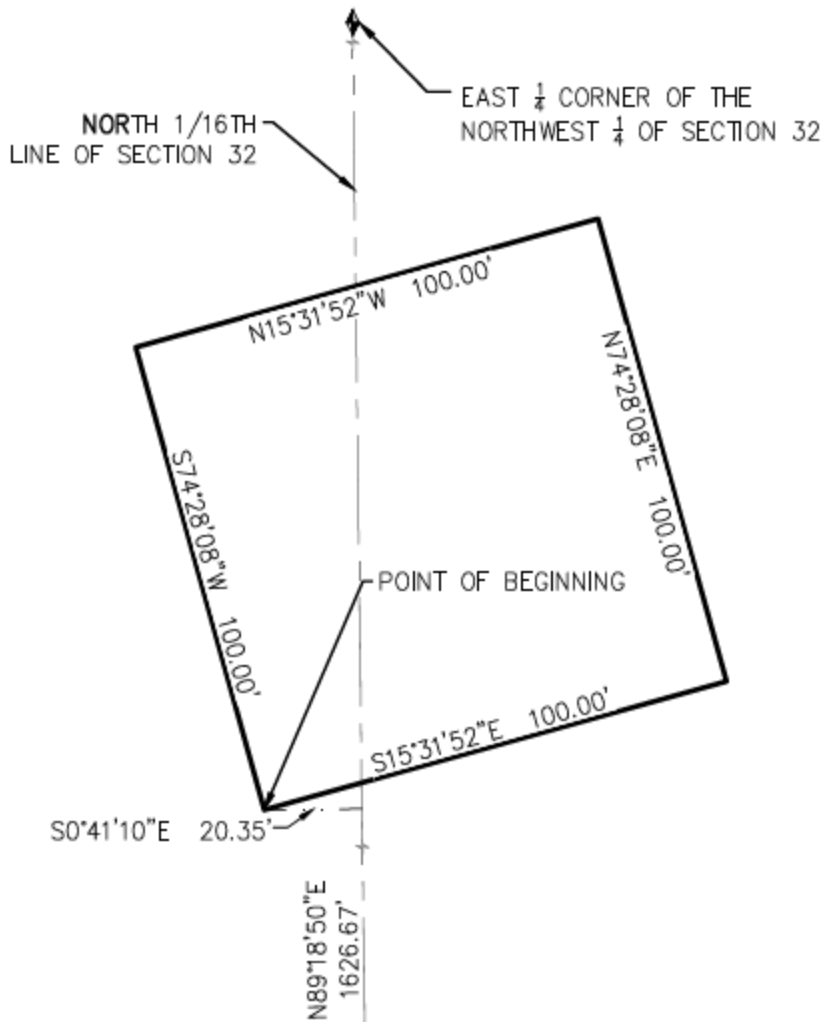 EAST 1/4 CORNER OF THE
NORTHWEST 1/4 OF SECTION 32
NORTH 1/16TH
LINE OF SECTION 32
N15°31'52"W 100.00'
N74°28'08"E 100.00'
S74°28'08"W 100.00'
POINT OF BEGINNING
S15°31'52"E 100.00'
S0°41'10"E 20.35'
N89°18'50"E
1626.67'